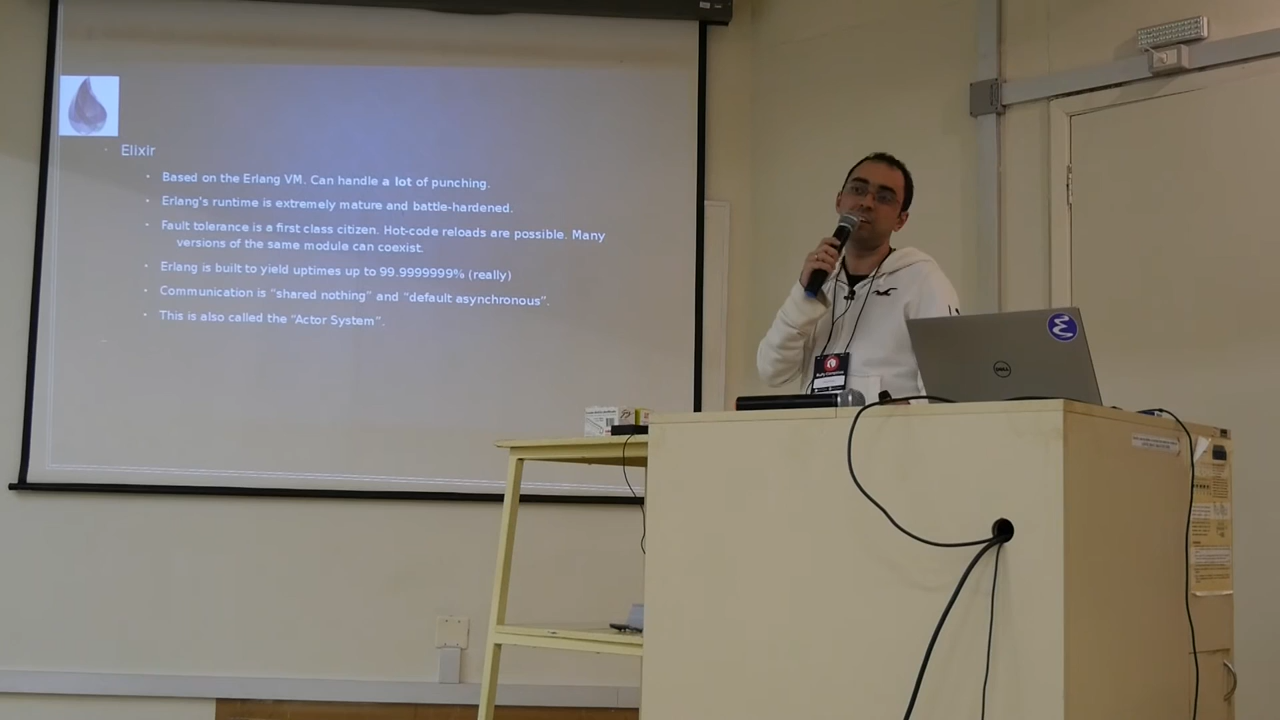 Elixir
Based on the Erlang VM. Can handle a lot of punching.
Erlang's runtime is extremely mature and battle-hardened.
Fault tolerance is a first class citizen. Hot-code reloads are possible. Many
versions of the same module can coexist.
Erlang is built to yield uptimes up to 99.9999999% (really)
Communication is “shared nothing” and “default asynchronous”.
This is also called the “Actor System”.
DELL